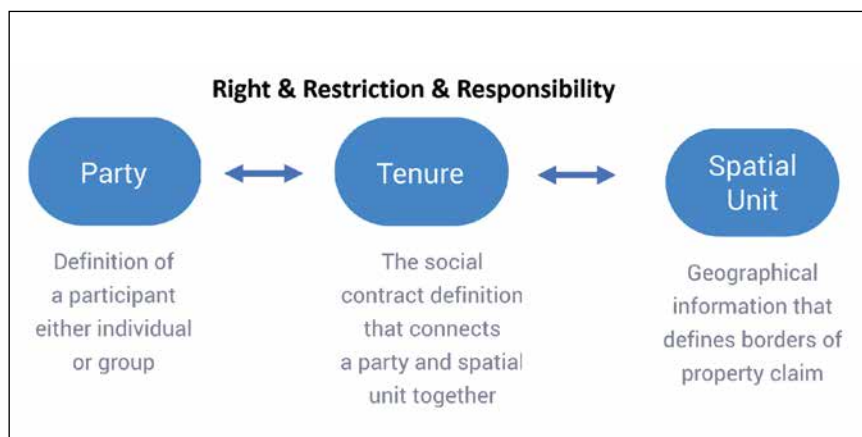 Right & Restriction & Responsibility
Party
Tenure
Spatial
Unit
Definition of
a participant
either individual
or group
The social
contract definition
that connects
a party and spatial
unit together
Geographical
information that
defines borders of
property claim